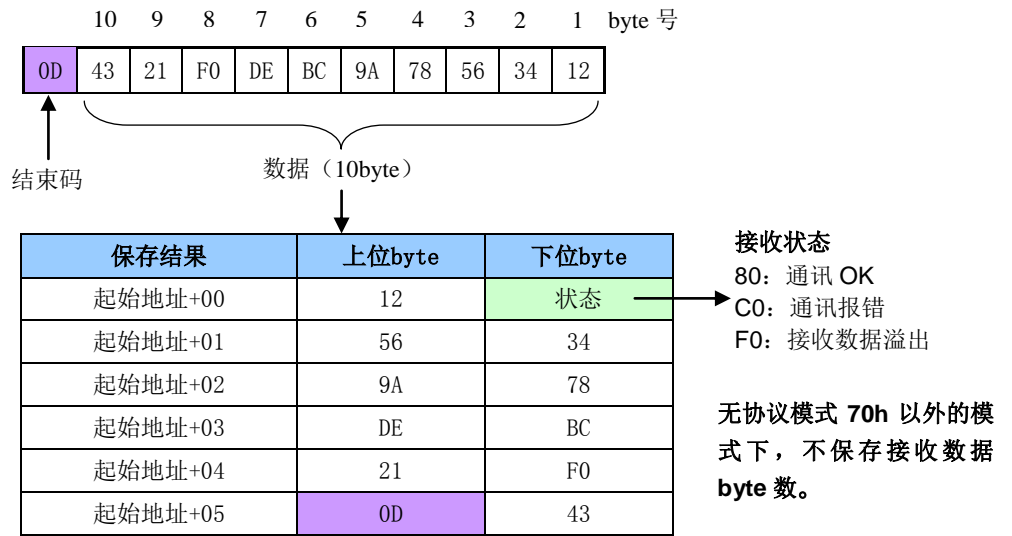 10 9 8 7 6 5 4 3 2 1 byte 号
0D 43 21 F0 DE BC 9A 78 56 34 12
结束码
数据（10byte）
保存结果 上位byte 下位byte
起始地址+00 12 状态
起始地址+01 56 34
起始地址+02 9A 78
起始地址+03 DE BC
起始地址+04 21 F0
起始地址+05 0D 43
接收状态
80：通讯 OK
C0：通讯报错
F0：接收数据溢出
无协议模式 70h 以外的模
式下，不保存接收数据
byte 数。